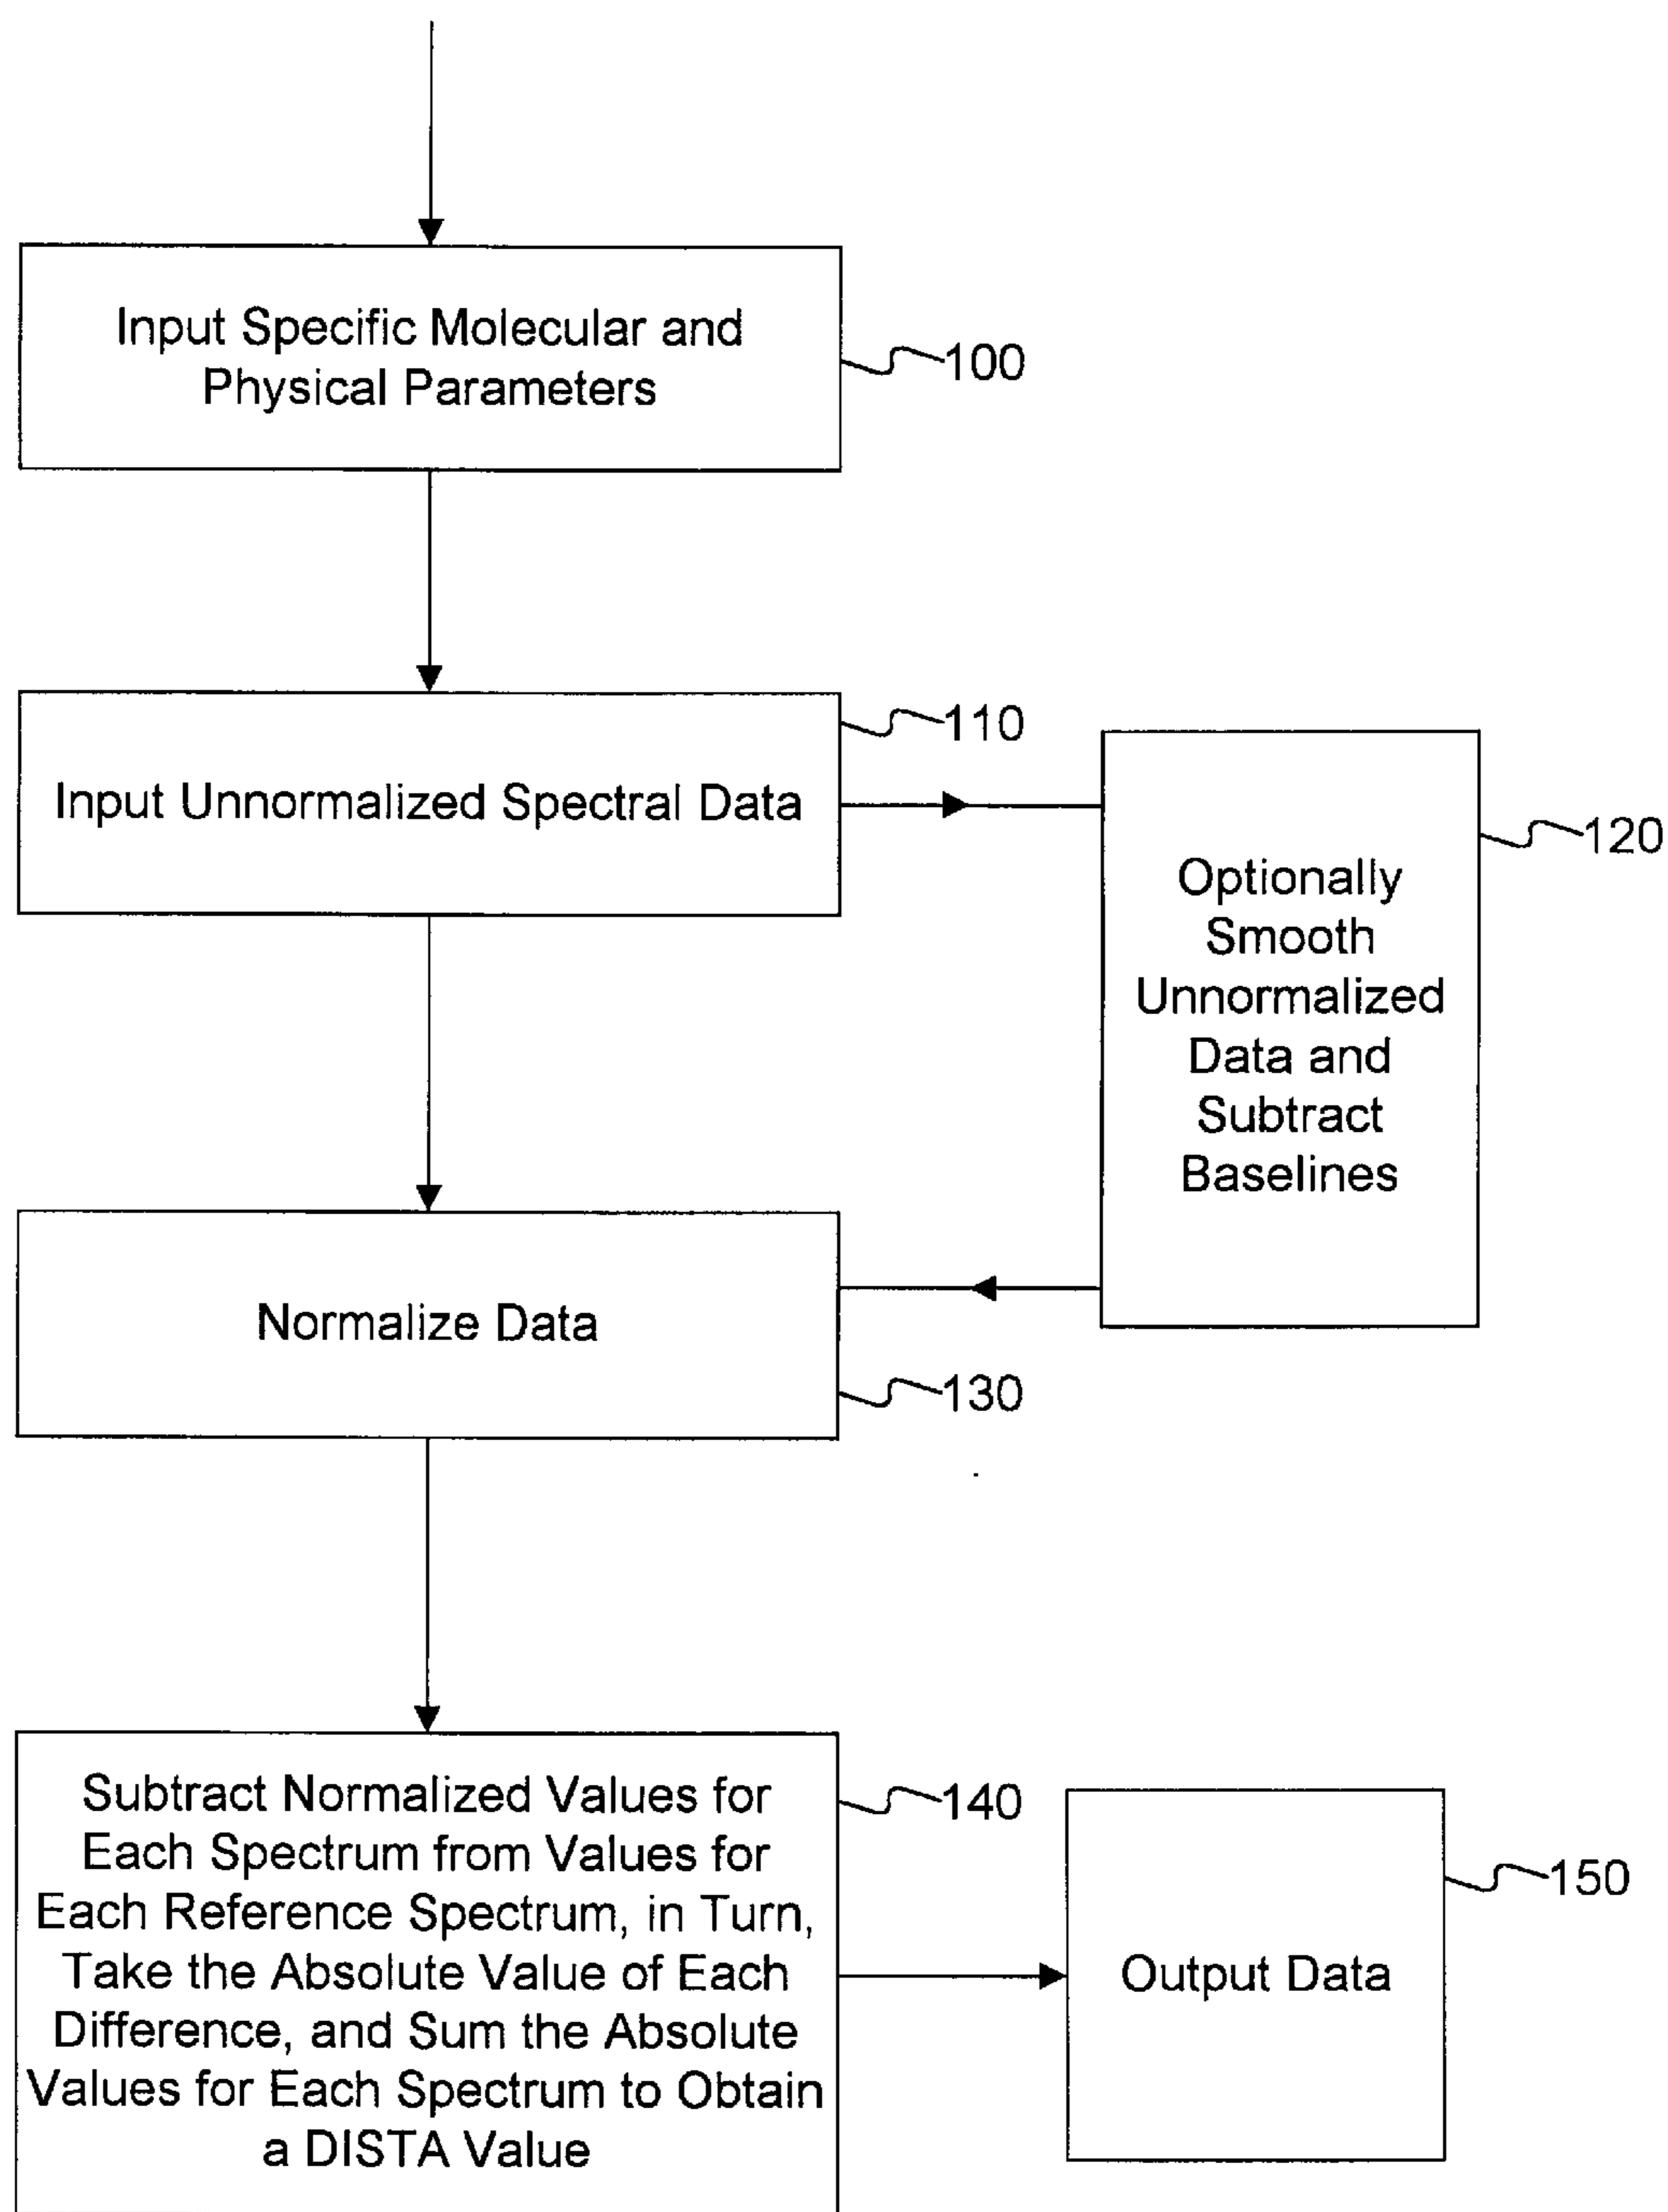 Input Specific Molecular and
Physical Parameters
100
Input Unnormalized Spectral Data
110
Optionally
Smooth
Unnormalized
Data and
Subtract
Baselines
120
Normalize Data
130
Subtract Normalized Values for
Each Spectrum from Values for
Each Reference Spectrum, in Turn,
Take the Absolute Value of Each
Difference, and Sum the Absolute
Values for Each Spectrum to Obtain
a DISTA Value
140
Output Data
150